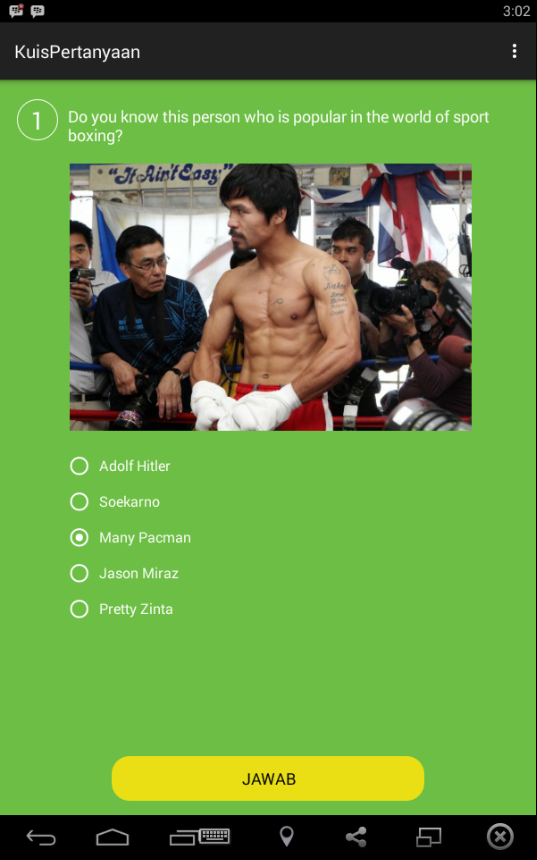 3:02
KuisPertanyaan
1 Do you know this person who is popular in the world of sport
boxing?
"It Ain't Easy"
Adolf Hitler
Soekarno
Many Pacman
Jason Miraz
Pretty Zinta
JAWAB